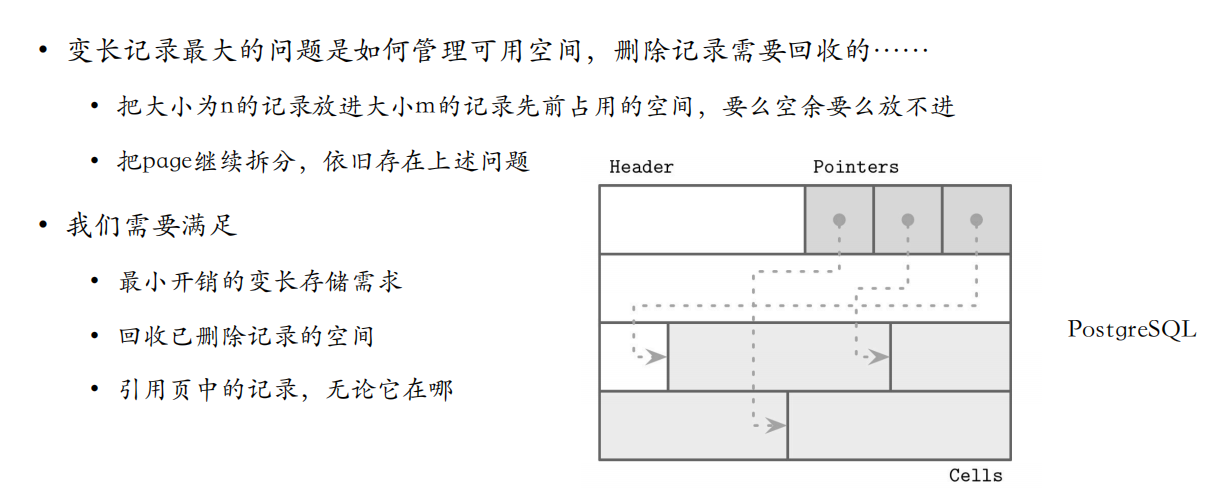 • 变长记录最大的问题是如何管理可用空间，删除记录需要回收的……
• 把大小为n的记录放进大小m的记录先前占用的空间，要么空余要么放不进
• 把page继续拆分，依旧存在上述问题
Header Pointers
• 我们需要满足
• 最小开销的变长存储需求
• 回收已删除记录的空间
PostgreSQL
• 引用页中的记录，无论它在哪
Cells